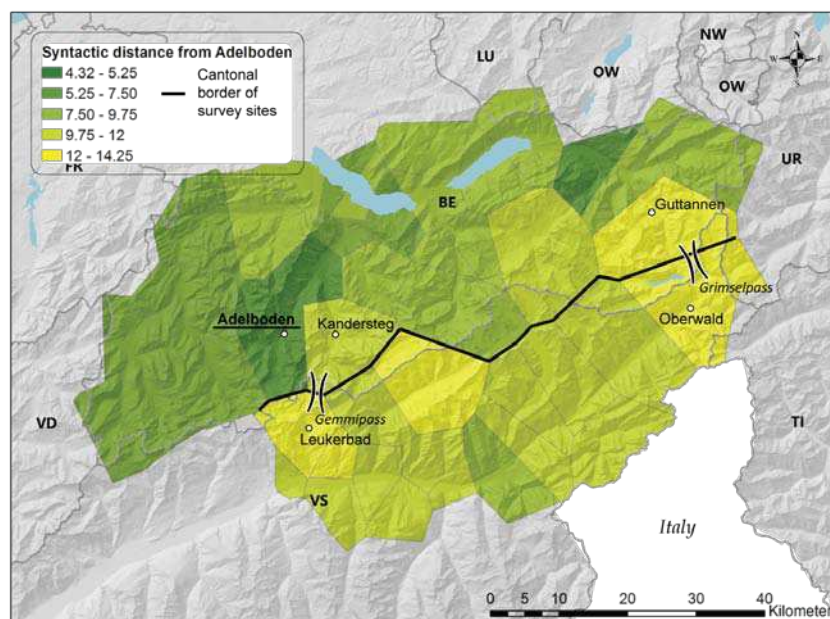 Syntactic distance from Adelboden
4.32 - 5.25
5.25 - 7.50
7.50 - 9.75
9.75 - 12
12 - 14.25
Cantonal
border of
survey sites
LU
OW
NW
OW
N
W
E
S
FR
BE
UR
Guttannen
Grimselpass
Adelboden
Kandersteg
Oberwald
VD
Gemmipass
Leukerbad
TI
VS
Italy
0 5 10 20 30 40
Kilometer